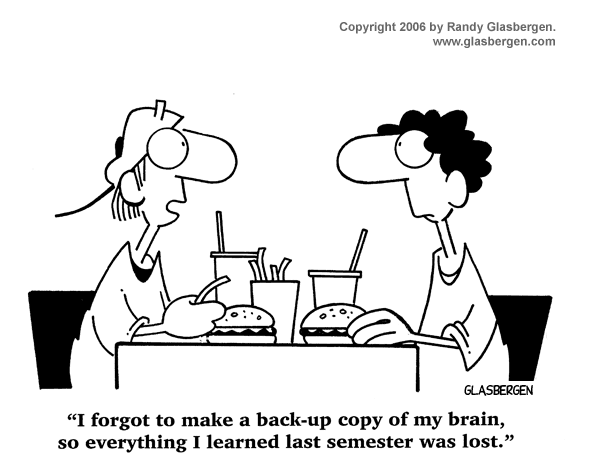 Copyright 2006 by Randy Glasbergen.
www.glasbergen.com
GLASBERGEN
“I forgot to make a back-up copy of my brain,
so everything I learned last semester was lost.”